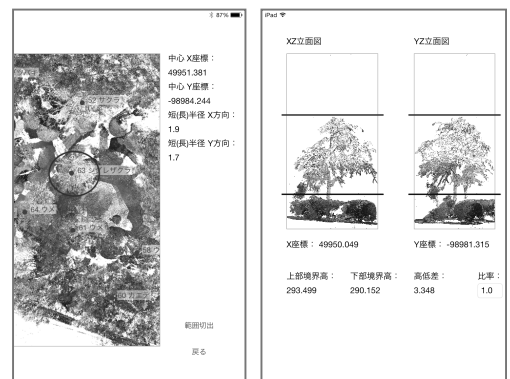 87%
中心 X座標：
49951.381
中心 Y座標：
-98984.244
短(長)半径 X方向：
1.9
短(長)半径 Y方向：
1.7
52 サクラ
63 シダレザクラ
64 ウメ
範囲切出
戻る
iPad
XZ立面図
YZ立面図
X座標： 49950.049
Y座標： -98981.315
上部境界高：
下部境界高：
高低差：
比率：
293.499
290.152
3.348
1.0